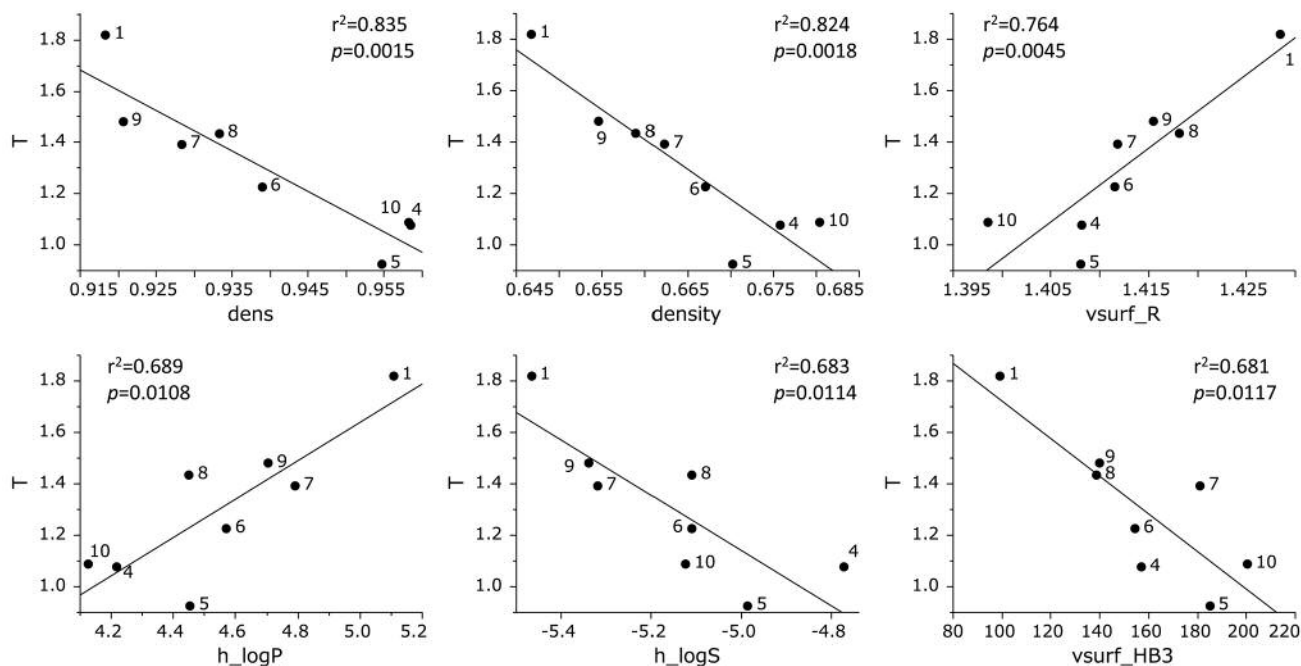 r²=0.835
p=0.0015
T
1.8
1.6
1.4
1.2
1.0
1
9
7
8
6
10 4
5
0.915 0.925 0.935 0.945 0.955
dens
r²=0.824
p=0.0018
T
1.8
1.6
1.4
1.2
1.0
1
9
8
7
6
4
10
5
0.645 0.655 0.665 0.675 0.685
density
r²=0.764
p=0.0045
T
1.8
1.6
1.4
1.2
1.0
1
9
8
7
6
10
4
5
1.395 1.405 1.415 1.425
vsurf_R
r²=0.689
p=0.0108
T
1.8
1.6
1.4
1.2
1.0
1
9
8
7
6
10
4
5
4.2 4.4 4.6 4.8 5.0 5.2
h_logP
r²=0.683
p=0.0114
T
1.8
1.6
1.4
1.2
1.0
1
9
8
7
6
10
4
5
-5.4 -5.2 -5.0 -4.8
h_logS
r²=0.681
p=0.0117
T
1.8
1.6
1.4
1.2
1.0
1
9
8
7
6
4
10
5
80 100 120 140 160 180 200 220
vsurf_HB3